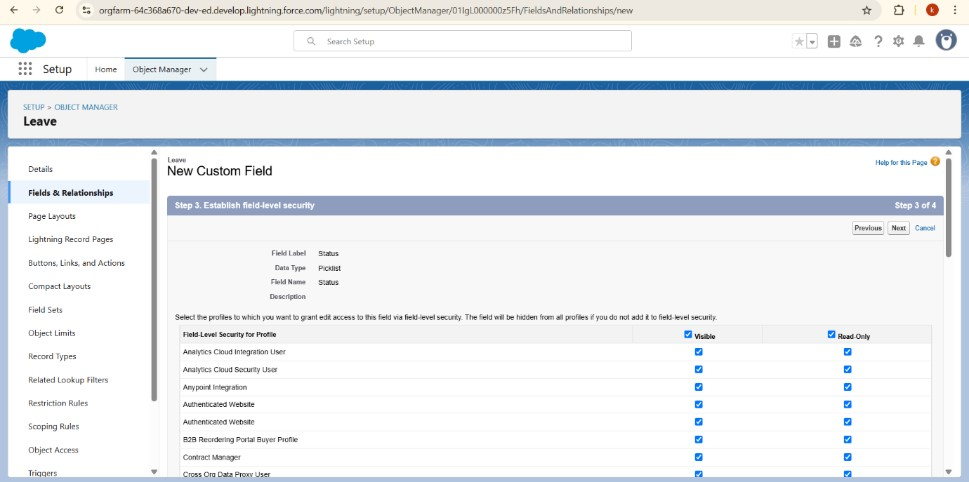 orgfarm-64c368a670-dev-ed.develop.lightning.force.com/lightning/setup/ObjectManager/01IgL000000z5Fh/FieldsAndRelationships/new
k
Search Setup
Setup Home Object Manager
SETUP > OBJECT MANAGER
Leave
Details
Fields & Relationships
Page Layouts
Lightning Record Pages
Buttons, Links, and Actions
Compact Layouts
Field Sets
Object Limits
Record Types
Related Lookup Filters
Restriction Rules
Scoping Rules
Object Access
Triggers
Leave
New Custom Field
Help for this Page ?
Step 3. Establish field-level security Step 3 of 4
Previous Next Cancel
Field Label Status
Data Type Picklist
Field Name Status
Description
Select the profiles to which you want to grant edit access to this field via field-level security. The field will be hidden from all profiles if you do not add it to field-level security.
Field-Level Security for Profile Visible Read-Only
Analytics Cloud Integration User
Analytics Cloud Security User
Anypoint Integration
Authenticated Website
Authenticated Website
B2B Reordering Portal Buyer Profile
Contract Manager
Cross Org Data Proxy User